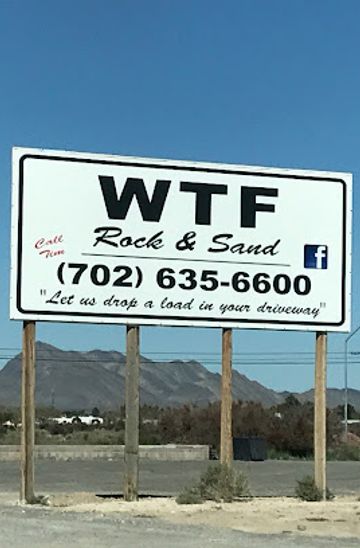 WTF
Rock & Sand
Call
Tim
f
(702) 635-6600
"Let us drop a load in your driveway"